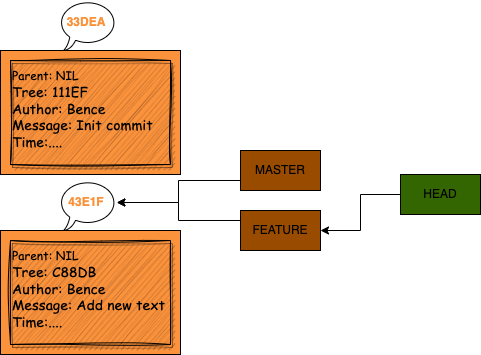 33DEA
Parent: NIL
Tree: 111EF
Author: Bence
Message: Init commit
Time:....
MASTER
HEAD
43E1F
FEATURE
Parent: NIL
Tree: C88DB
Author: Bence
Message: Add new text
Time:....